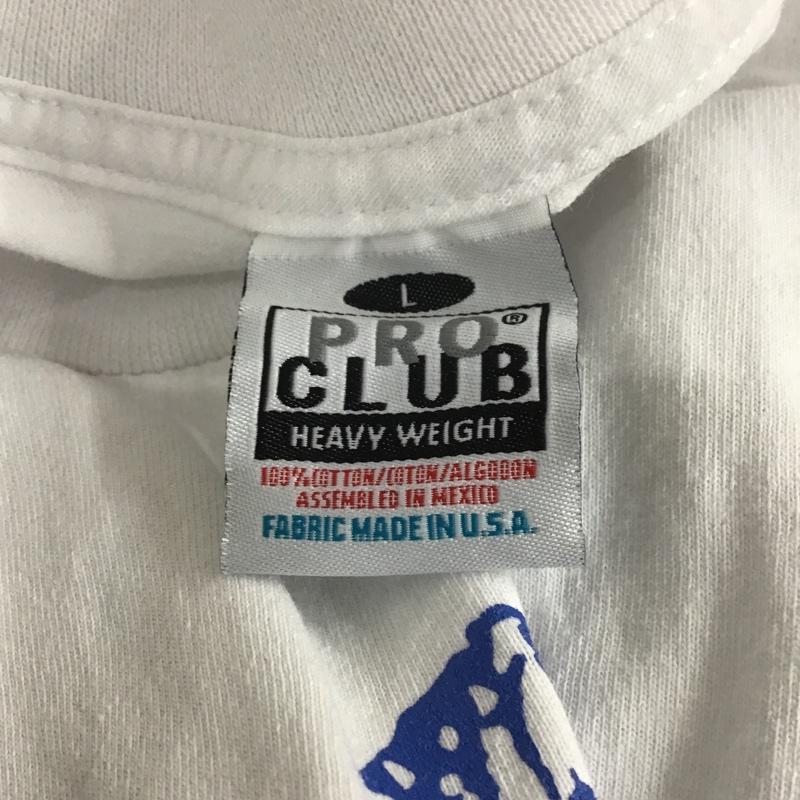 L
PRO®
CLUB
HEAVY WEIGHT
100% COTTON/COTON/ALGODON
ASSEMBLED IN MEXICO
FABRIC MADE IN U.S.A.